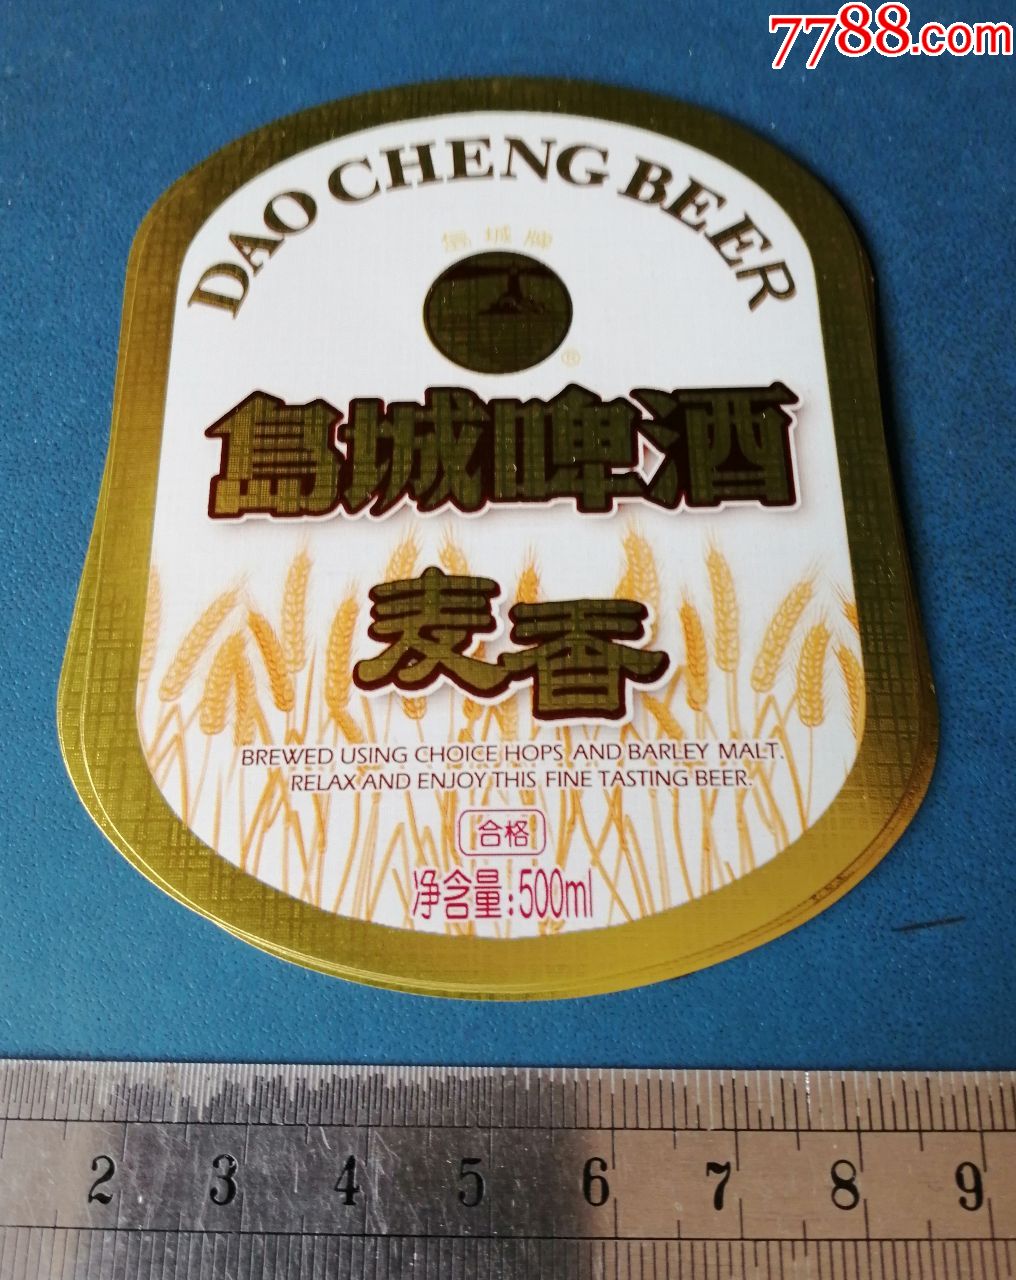 7788.com
DAO CHENG BEER
島城牌
®
島城啤酒
麦香
BREWED USING CHOICE HOPS AND BARLEY MALT.
RELAX AND ENJOY THIS FINE TASTING BEER.
合格
净含量:500ml
2 3 4 5 6 7 8 9